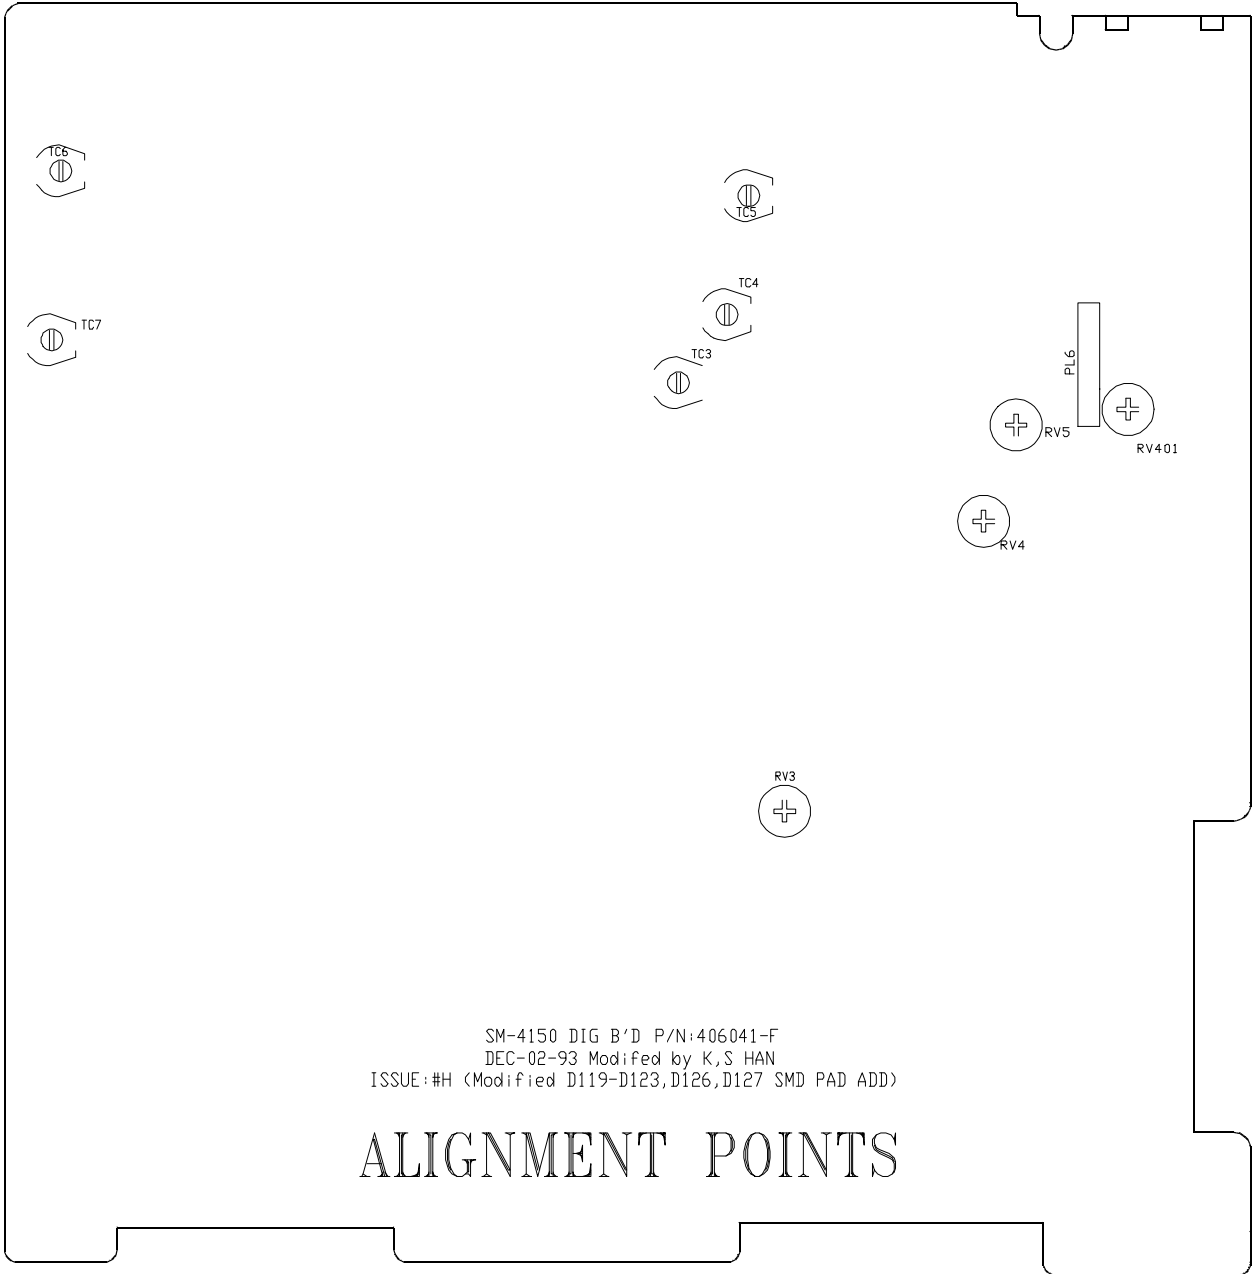 TC6
TC5
TC4
TC7
TC3
PL6
RV5
RV401
RV4
RV3
SM-4150 DIG B'D P/N:406041-F
DEC-02-93 Modifed by K,S HAN
ISSUE:#H (Modified D119-D123,D126,D127 SMD PAD ADD)
ALIGNMENT POINTS